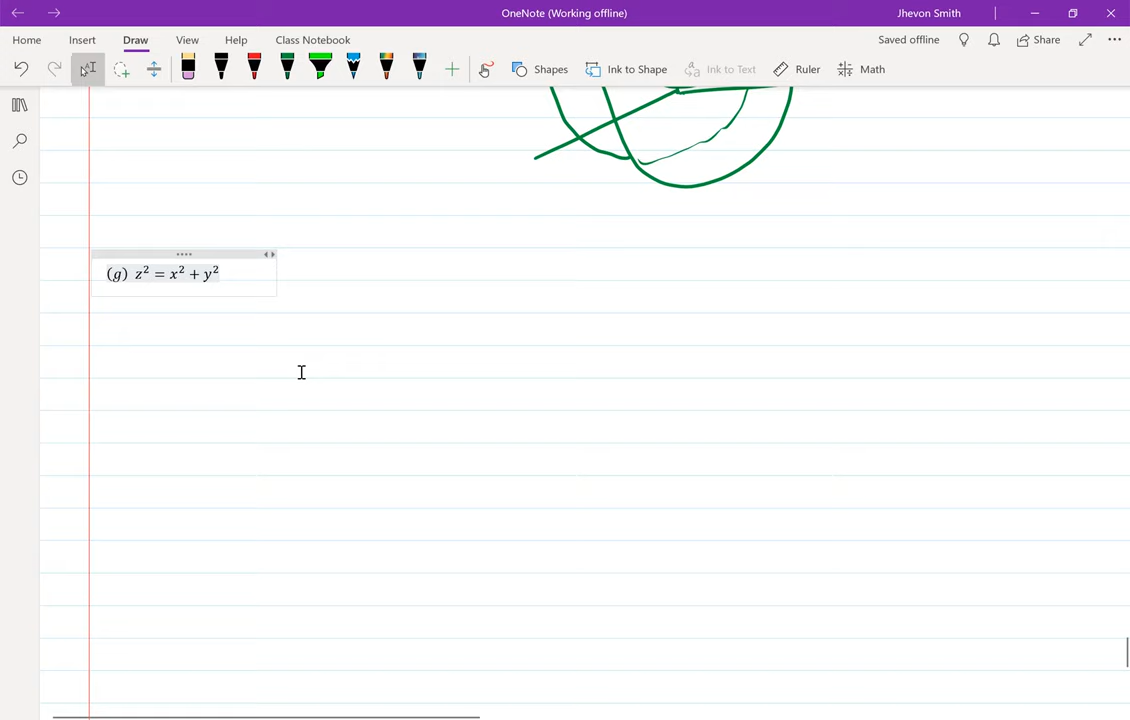 OneNote (Working offline)
Jhevon Smith
Home Insert Draw View Help Class Notebook
Saved offline Share
Shapes Ink to Shape Ink to Text Ruler Math
(g) z² = x² + y²